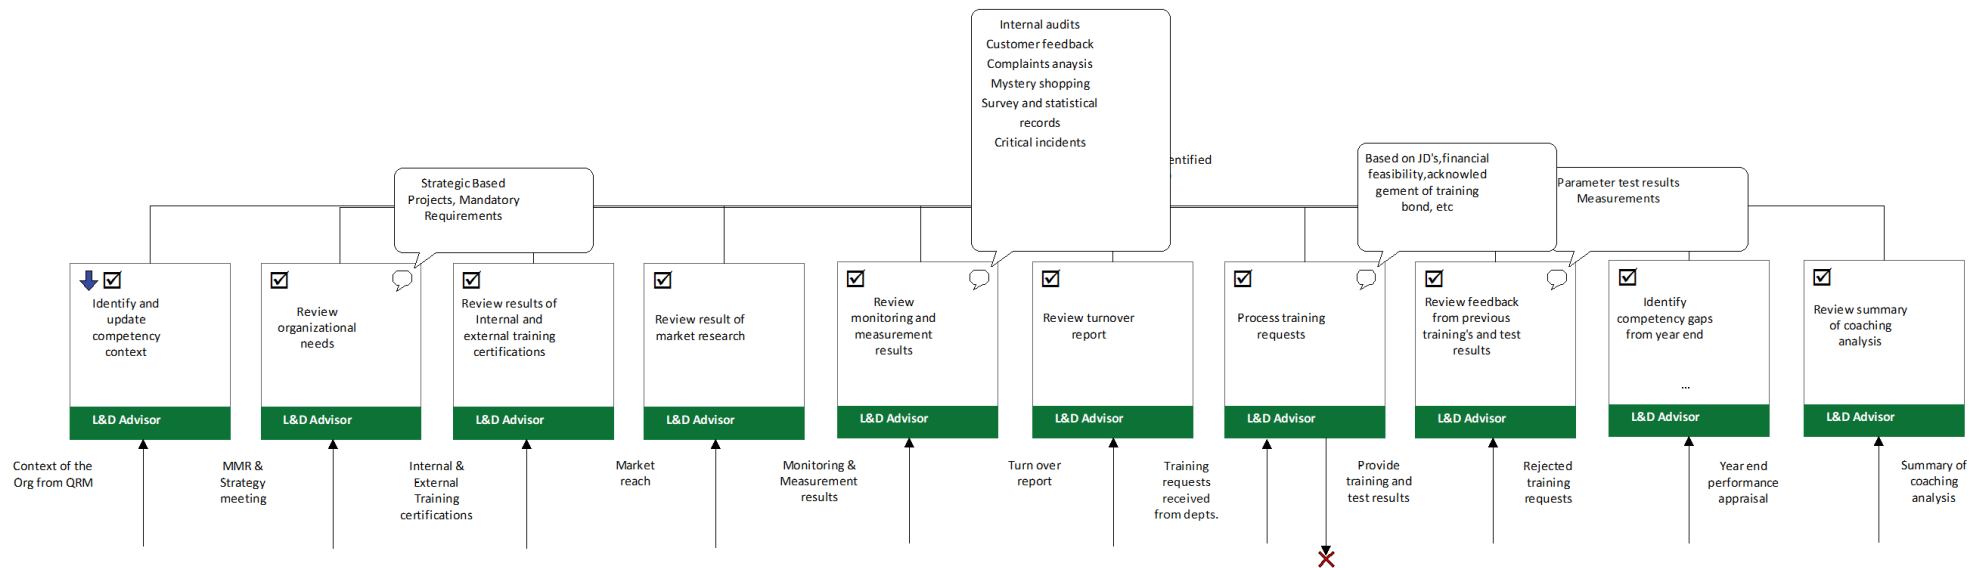 Internal audits
Customer feedback
Complaints anaysis
Mystery shopping
Survey and statistical
records
Critical incidents
entified
Based on JD's,financial
feasibility,acknowled
gement of training
bond, etc
Parameter test results
Measurements
Strategic Based
Projects, Mandatory
Requirements
Identify and
update
competency
context
L&D Advisor
Review
organizational
needs
L&D Advisor
Review results of
Internal and
external training
certifications
L&D Advisor
Review result of
market research
L&D Advisor
Review
monitoring and
measurement
results
L&D Advisor
Review turnover
report
L&D Advisor
Process training
requests
L&D Advisor
Review feedback
from previous
training's and test
results
L&D Advisor
Identify
competency gaps
from year end
...
L&D Advisor
Review summary
of coaching
analysis
L&D Advisor
Context of the
Org from QRM
MMR &
Strategy
meeting
Internal &
External
Training
certifications
Market
reach
Monitoring &
Measurement
results
Turn over
report
Training
requests
received
from depts.
Provide
training and
test results
Rejected
training
requests
Year end
performance
appraisal
Summary of
coaching
analysis